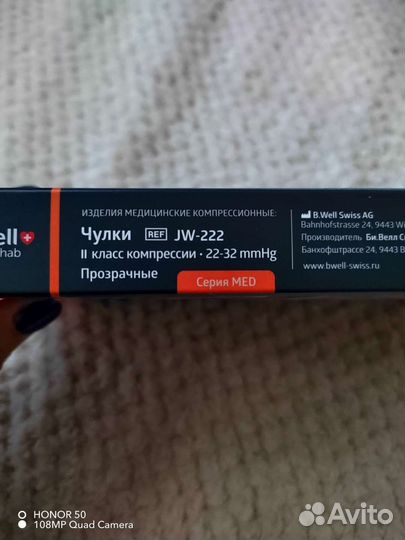 ell
hab
ИЗДЕЛИЯ МЕДИЦИНСКИЕ КОМПРЕССИОННЫЕ:
Чулки REF JW-222
II класс компрессии · 22-32 mmHg
Прозрачные
Серия MED
B.Well Swiss AG
Bahnhofstrasse 24, 9443 Wi
Производитель Би.Велл С
Банхофштрассе 24, 9443 В
www.bwell-swiss.ru
HONOR 50
108MP Quad Camera
Avito